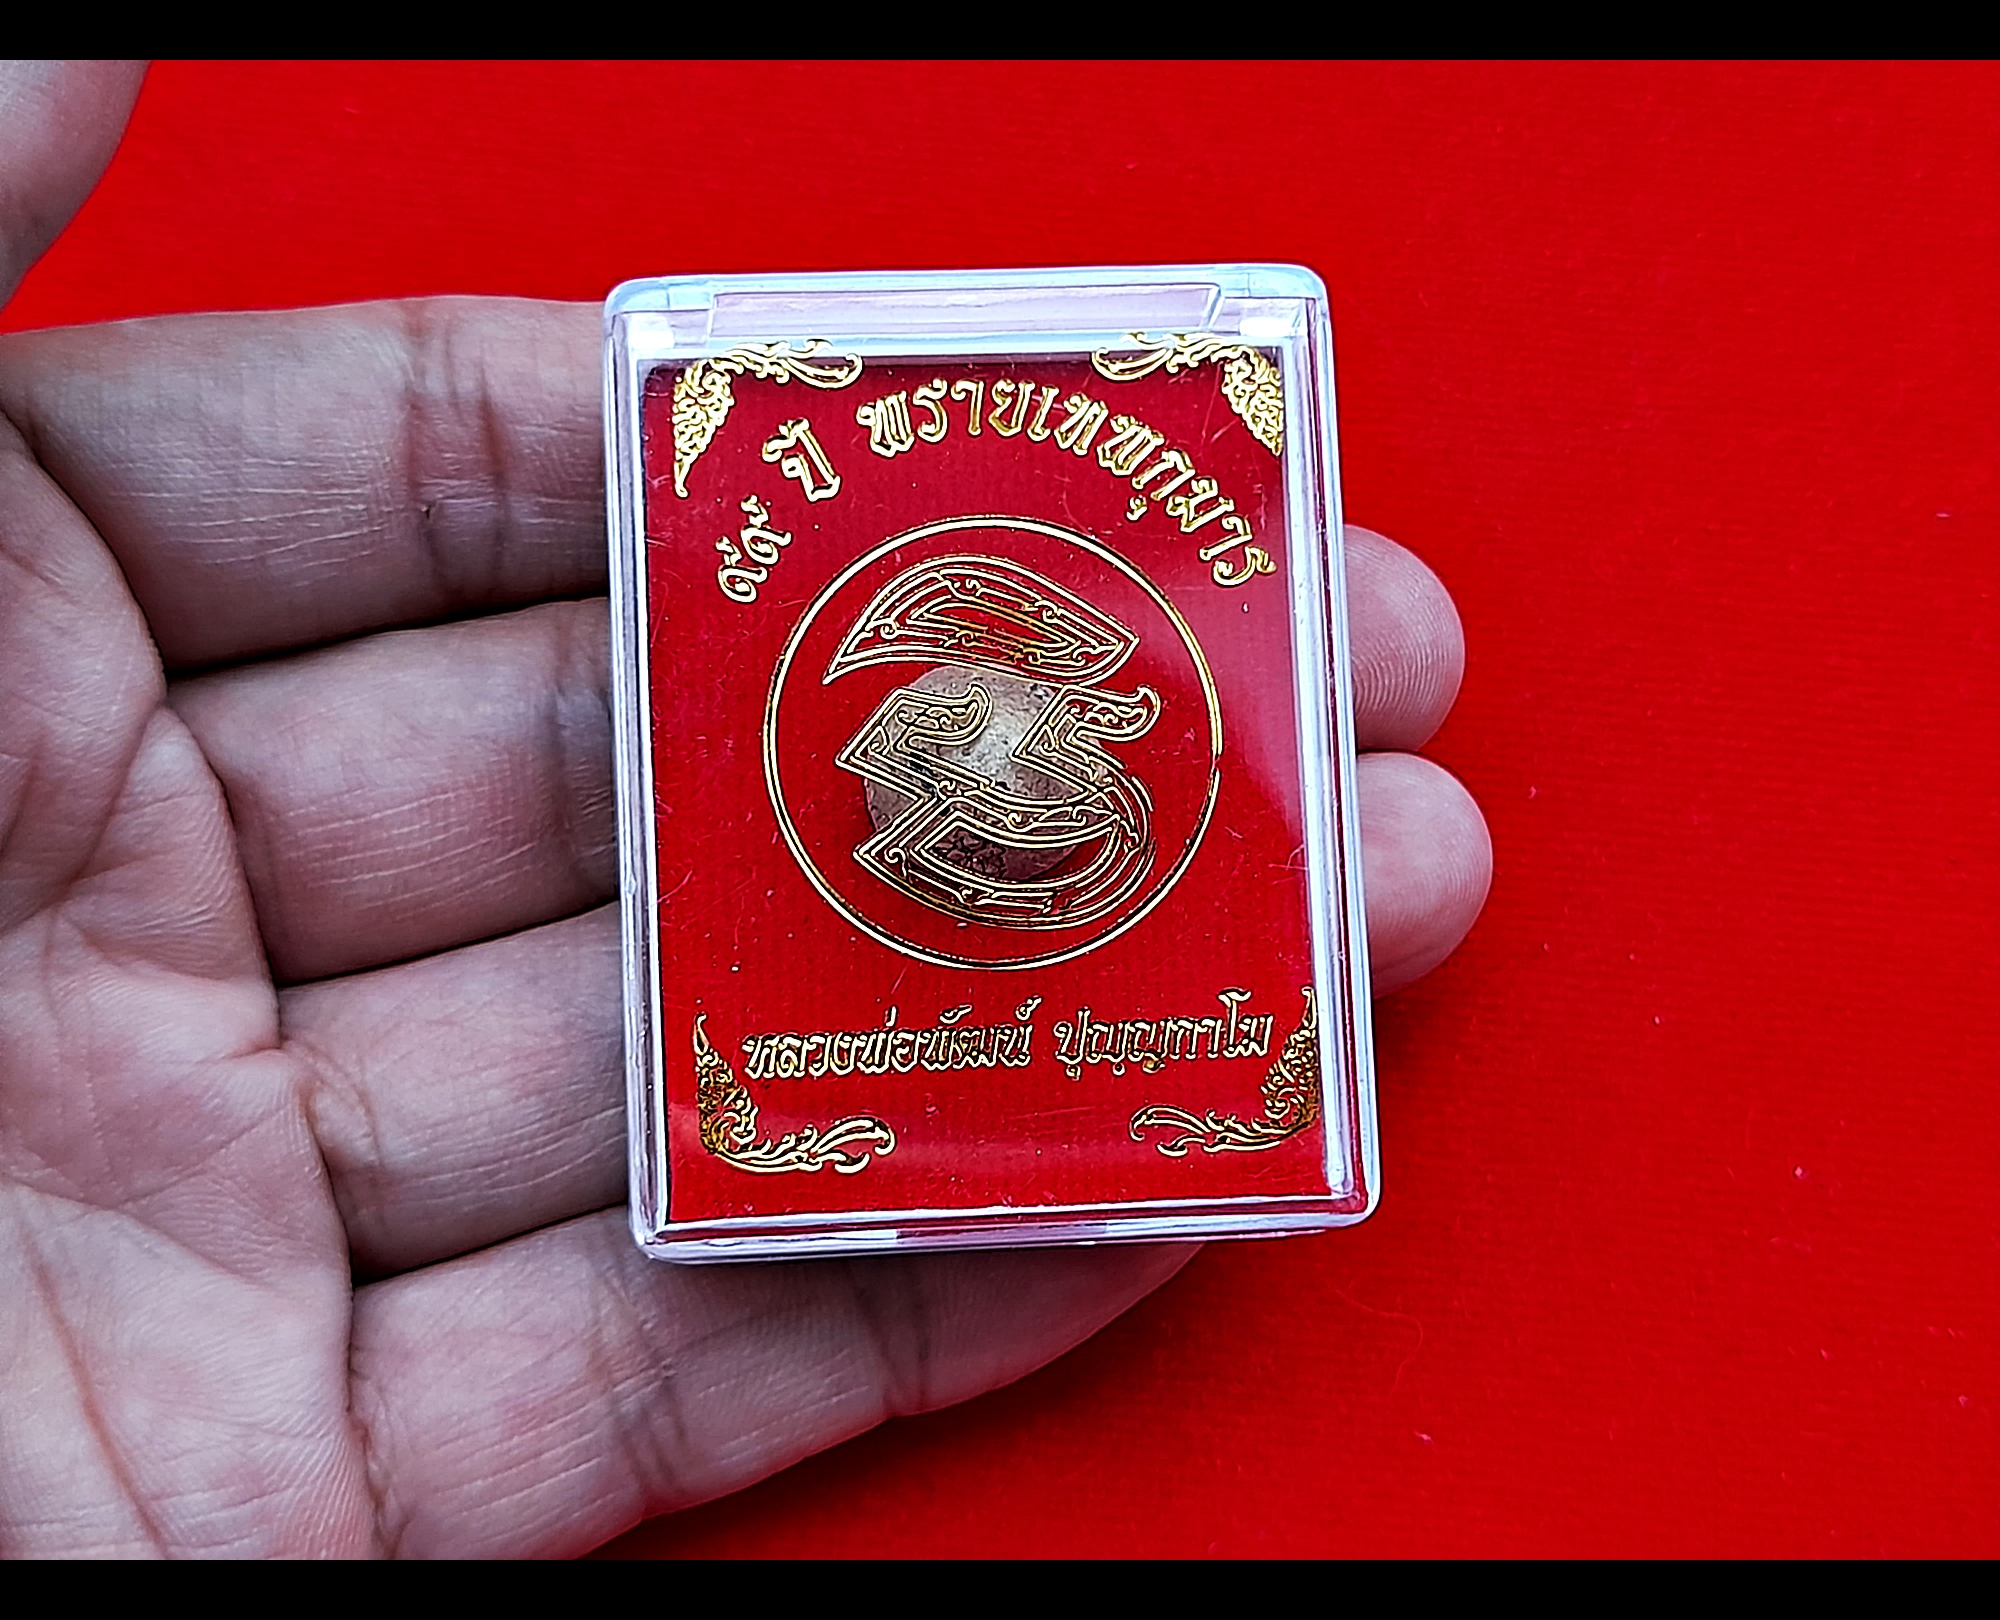 ๙๙ ปี พรายเทพกุมาร
หลวงพ่อพัฒน์ ปุญฺญกาโม